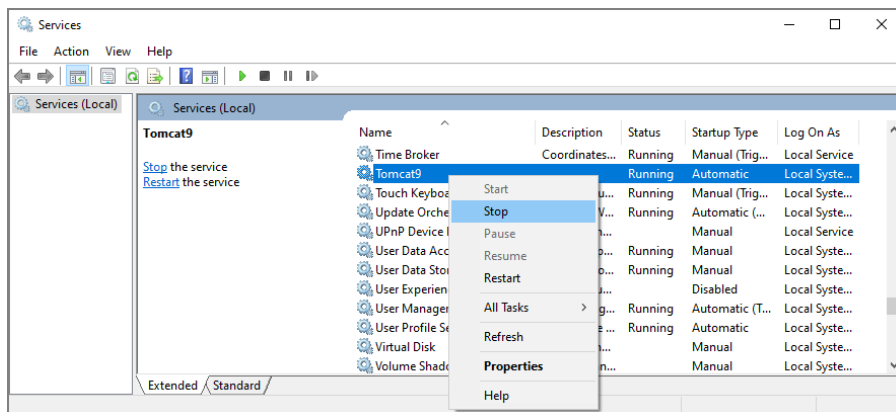 Services
File Action View Help
Services (Local)
Services (Local)
Tomcat9
Stop the service
Restart the service
Name Description Status Startup Type Log On As
Time Broker Coordinates... Running Manual (Trig... Local Service
Tomcat9 Running Automatic Local Syste...
Touch Keyboa u... Running Manual (Trig... Local Syste...
Update Orche V... Running Automatic (... Local Syste...
UPnP Device n... Manual Local Service
User Data Acc o... Running Manual Local Syste...
User Data Stor o... Running Manual Local Syste...
User Experien u... Disabled Local Syste...
User Manager g... Running Automatic (T... Local Syste...
User Profile Se e ... Running Automatic Local Syste...
Virtual Disk n... Manual Local Syste...
Volume Shado n... Manual Local Syste...
Start
Stop
Pause
Resume
Restart
All Tasks
Refresh
Properties
Help
Extended Standard